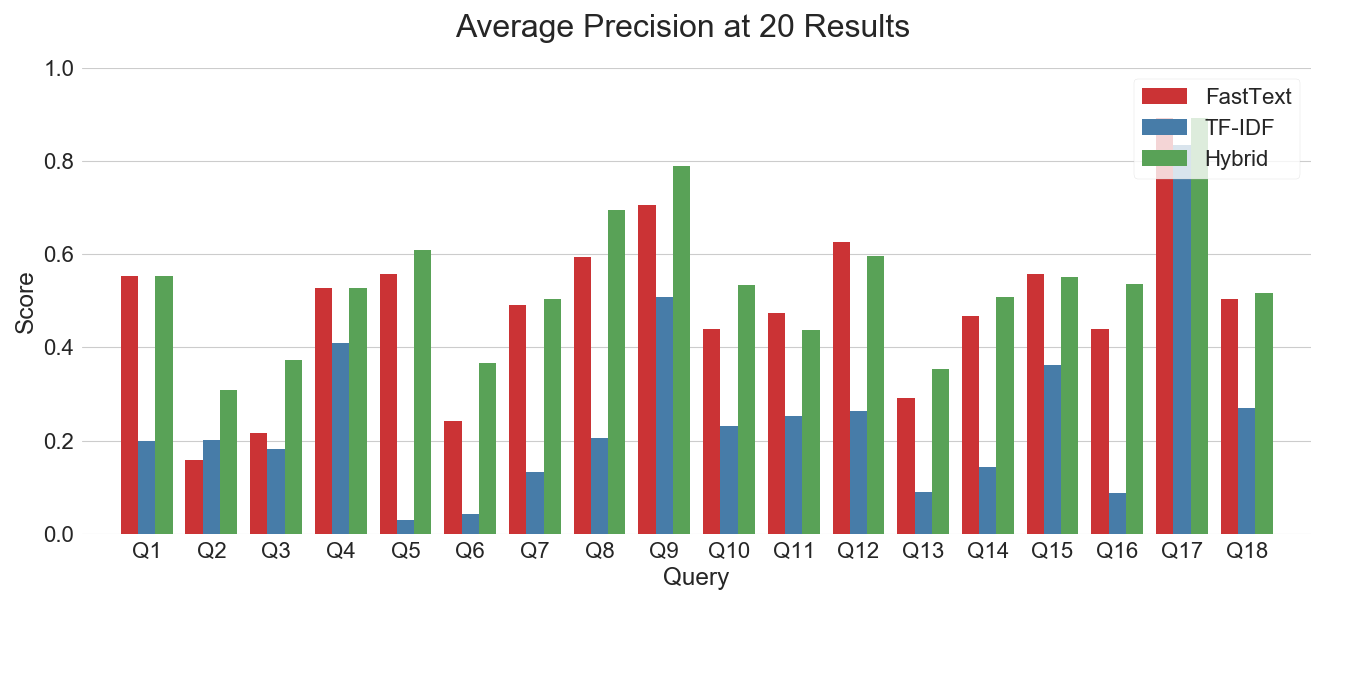 Average Precision at 20 Results
1.0
0.8
0.6
0.4
0.2
0.0
Score
FastText
TF-IDF
Hybrid
Q1 Q2 Q3 Q4 Q5 Q6 Q7 Q8 Q9 Q10 Q11 Q12 Q13 Q14 Q15 Q16 Q17 Q18
Query